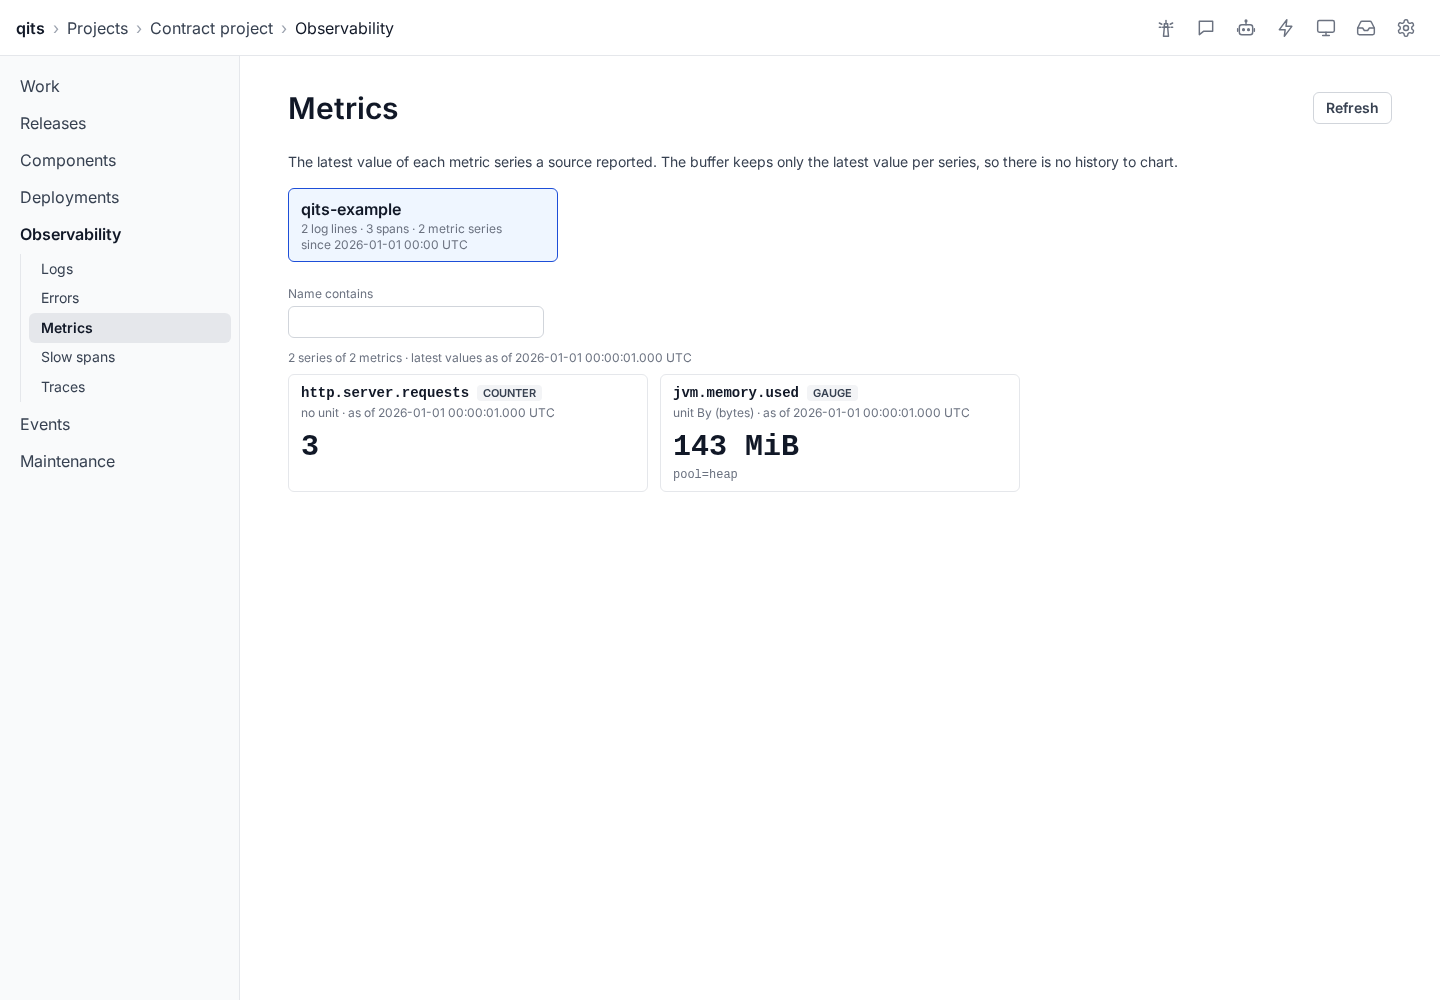 qits › Projects › Contract project › Observability
Work
Releases
Components
Deployments
Observability
Logs
Errors
Metrics
Slow spans
Traces
Events
Maintenance
Metrics
Refresh
The latest value of each metric series a source reported. The buffer keeps only the latest value per series, so there is no history to chart.
qits-example
2 log lines · 3 spans · 2 metric series
since 2026-01-01 00:00 UTC
Name contains
2 series of 2 metrics · latest values as of 2026-01-01 00:00:01.000 UTC
http.server.requests COUNTER
no unit · as of 2026-01-01 00:00:01.000 UTC
3
jvm.memory.used GAUGE
unit By (bytes) · as of 2026-01-01 00:00:01.000 UTC
143 MiB
pool=heap